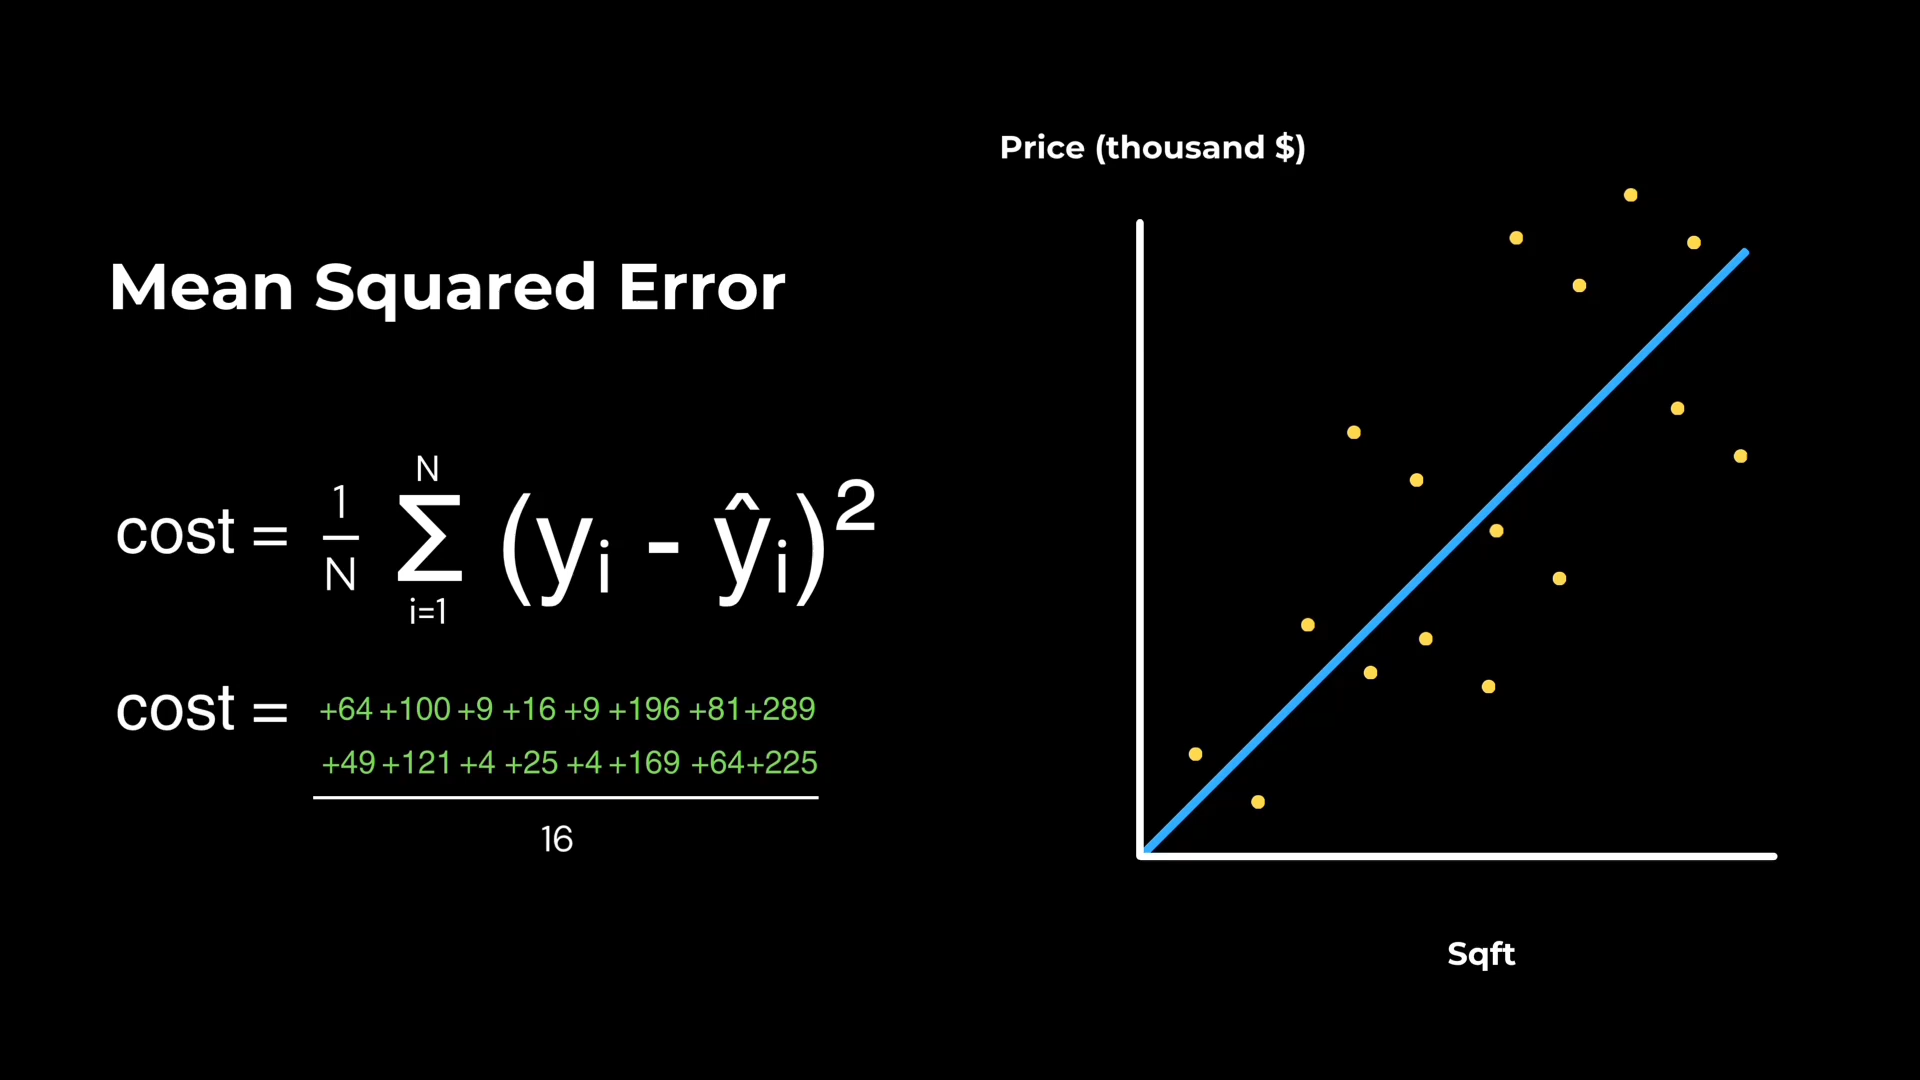 Price (thousand $)
Mean Squared Error
N
cost = 1/N Σ (yᵢ - ŷᵢ)²
i=1
cost = +64 +100 +9 +16 +9 +196 +81+289
+49 +121 +4 +25 +4 +169 +64+225
16
Sqft